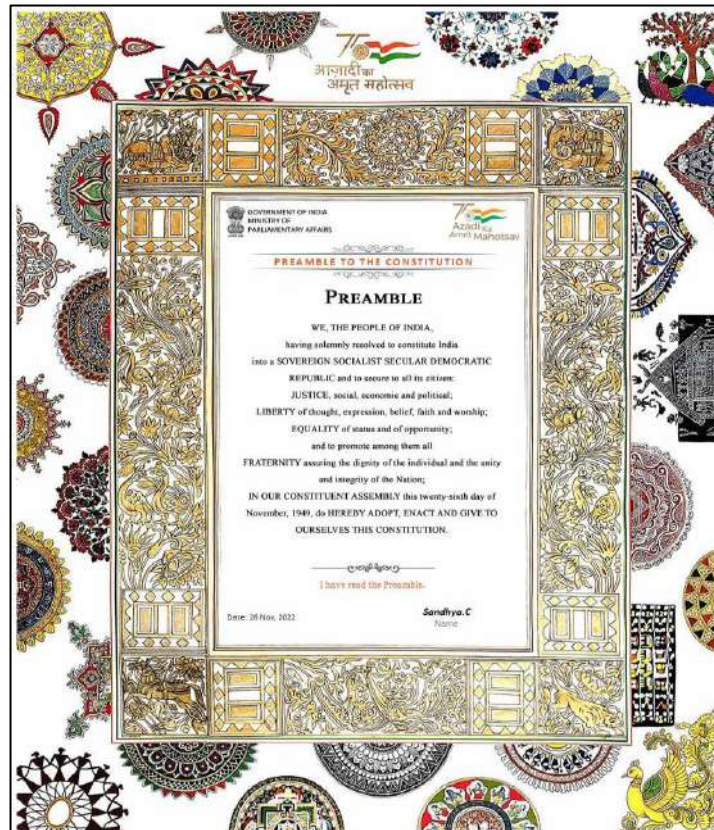 75
आज़ादी का
अमृत महोत्सव
GOVERNMENT OF INDIA
MINISTRY OF
PARLIAMENTARY AFFAIRS
75
Azadi Ka
Amrit Mahotsav
PREAMBLE TO THE CONSTITUTION
PREAMBLE
WE, THE PEOPLE OF INDIA,
having solemnly resolved to constitute India
into a SOVEREIGN SOCIALIST SECULAR DEMOCRATIC
REPUBLIC and to secure to all its citizen:
JUSTICE, social, economic and political;
LIBERTY of thought, expression, belief, faith and worship;
EQUALITY of status and of opportunity;
and to promote among them all
FRATERNITY assuring the dignity of the individual and the unity
and integrity of the Nation;
IN OUR CONSTITUENT ASSEMBLY this twenty-sixth day of
November, 1949, do HEREBY ADOPT, ENACT AND GIVE TO
OURSELVES THIS CONSTITUTION.
I have read the Preamble.
Date: 26 Nov, 2022
Sandhya.C
Name